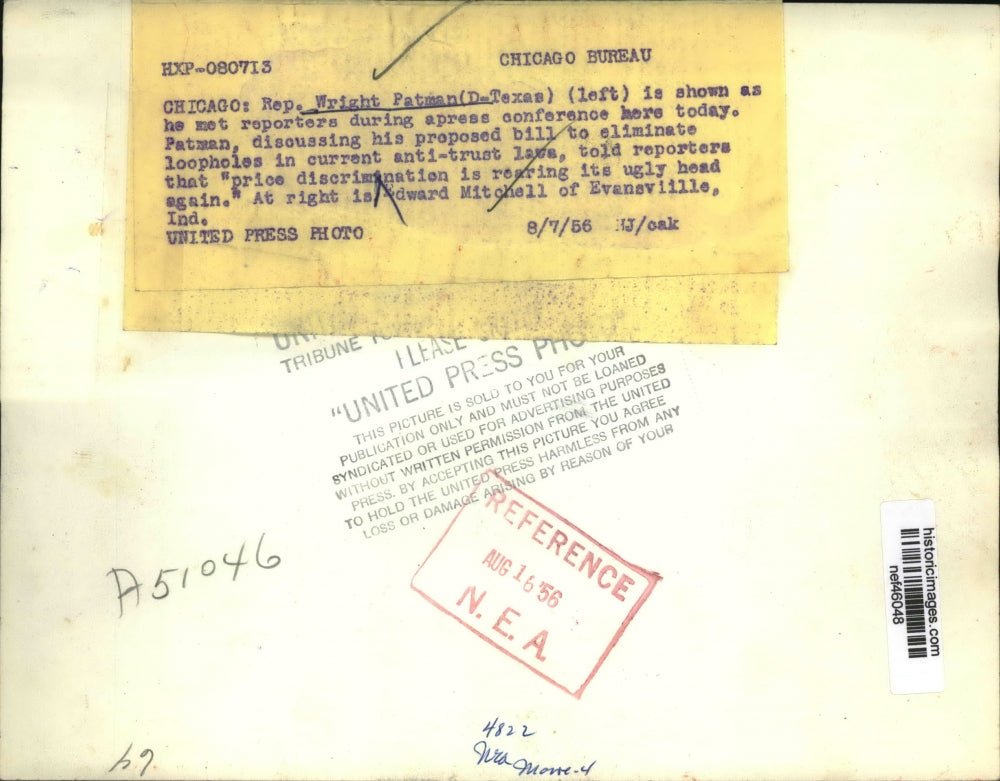 HXP-080713
CHICAGO BUREAU
CHICAGO: Rep. Wright Patman(D-Texas) (left) is shown as
he met reporters during apress conference here today.
Patman, discussing his proposed bill to eliminate
loopholes in current anti-trust laws, told reporters
that "price discrimination is rearing its ugly head
again." At right is Edward Mitchell of Evansviille,
Ind.
UNITED PRESS PHOTO
8/7/56 HJ/cak
TRIBUNE
PLEASE
"UNITED PRESS
THIS PICTURE IS SOLD TO YOU FOR YOUR
PUBLICATION ONLY AND MUST NOT BE LOANED
SYNDICATED OR USED FOR ADVERTISING PURPOSES
WITHOUT WRITTEN PERMISSION FROM THE UNITED
PRESS. BY ACCEPTING THIS PICTURE YOU AGREE
TO HOLD THE UNITED PRESS HARMLESS FROM ANY
LOSS OR DAMAGE ARISING BY REASON OF YOUR
REFERENCE
AUG 16 '56
N. E. A.
A51046
historicimages.com
nef46048
4822